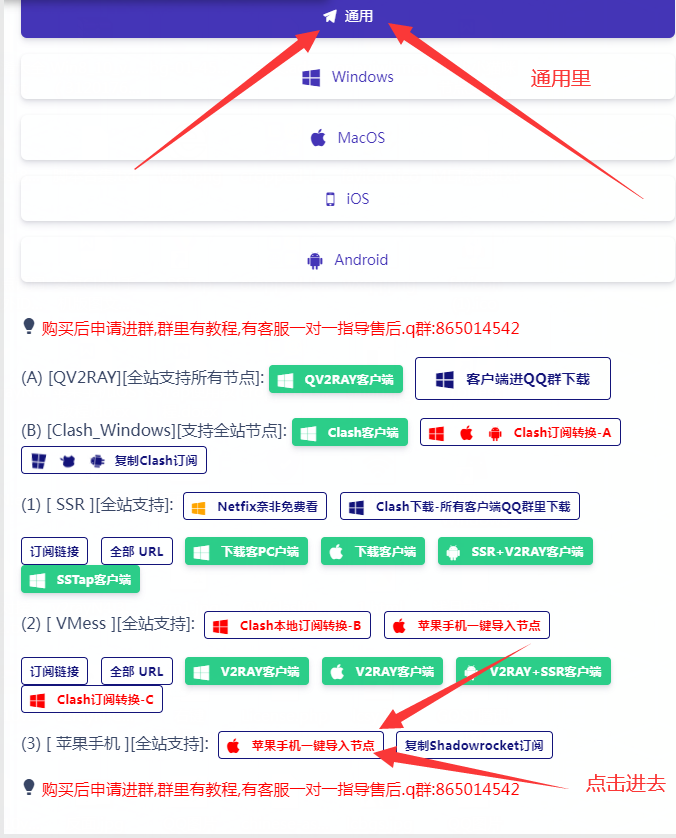 通用
Windows
通用里
MacOS
iOS
Android
购买后申请进群,群里有教程,有客服一对一指导售后.q群:865014542
(A) [QV2RAY][全站支持所有节点]: QV2RAY客户端 客户端进QQ群下载
(B) [Clash_Windows][支持全站节点]: Clash客户端 Clash订阅转换-A
复制Clash订阅
(1) [ SSR ][全站支持]: Netfix奈非免费看 Clash下载-所有客户端QQ群里下载
订阅链接 全部 URL 下载客PC户端 下载客户端 SSR+V2RAY客户端
SSTap客户端
(2) [ VMess ][全站支持]: Clash本地订阅转换-B 苹果手机一键导入节点
订阅链接 全部 URL V2RAY客户端 V2RAY客户端 V2RAY+SSR客户端
Clash订阅转换-C
(3) [ 苹果手机 ][全站支持]: 苹果手机一键导入节点 复制Shadowrocket订阅
购买后申请进群,群里有教程,有客服一对一指导售后.q群:865014542
点击进去